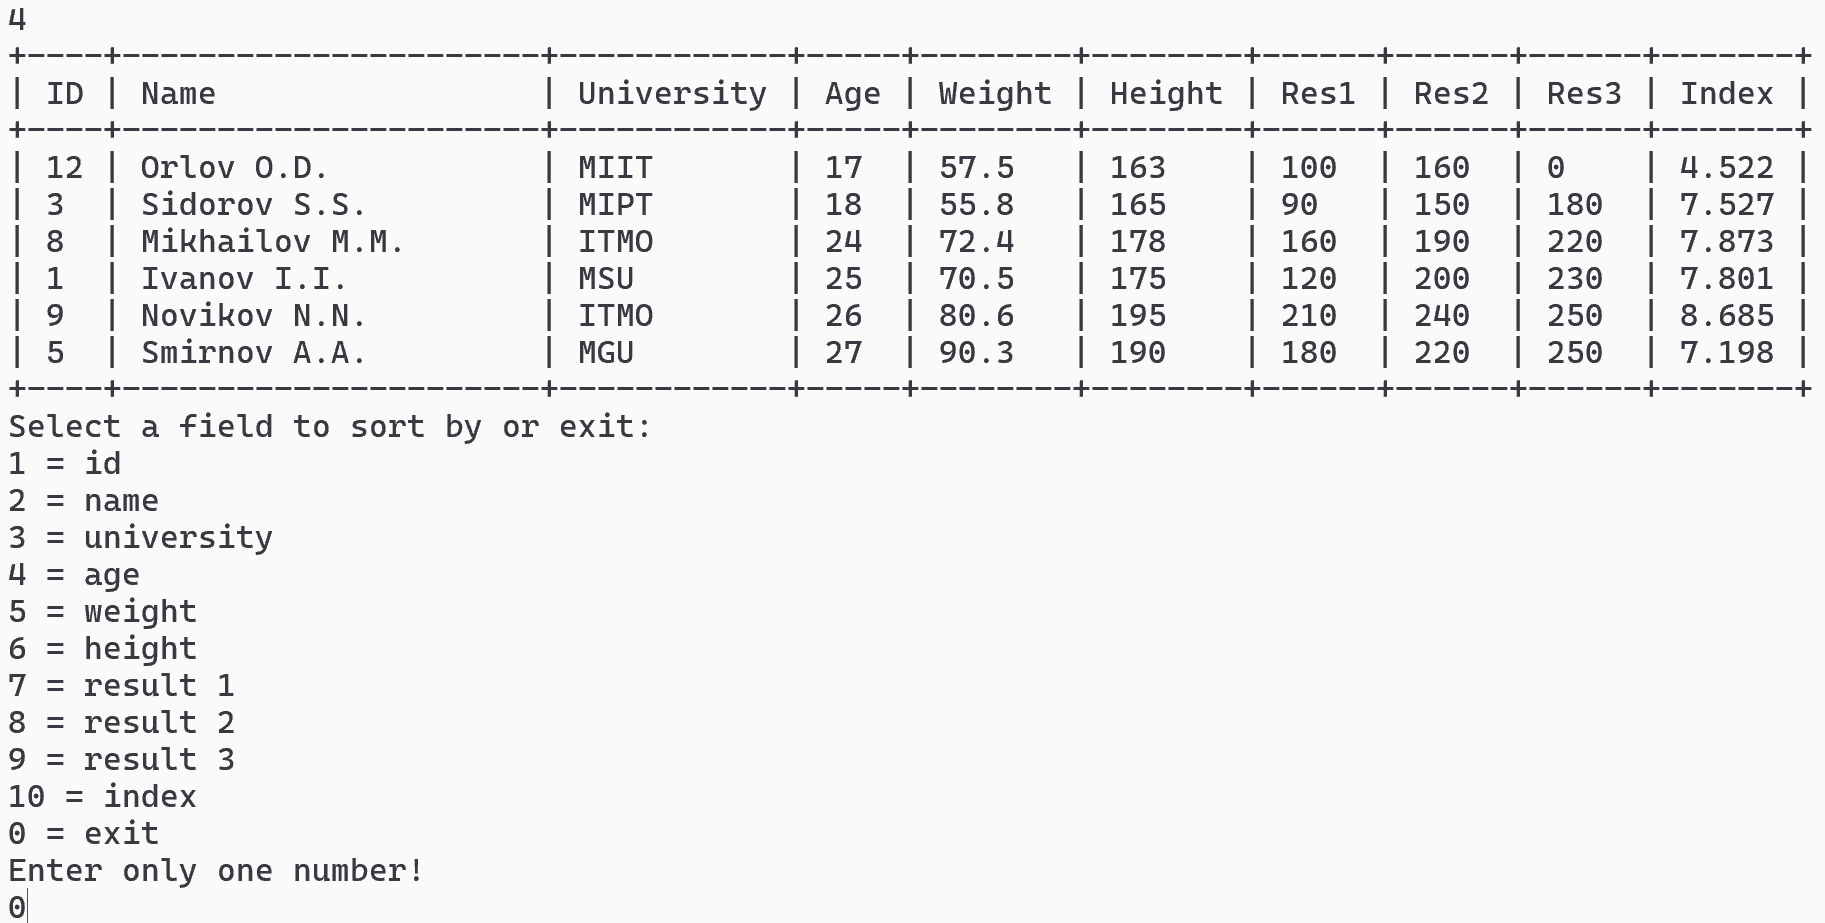 4
+----+----------------------+------------+-----+--------+--------+------+------+------+-------+
| ID | Name                 | University | Age | Weight | Height | Res1 | Res2 | Res3 | Index |
+----+----------------------+------------+-----+--------+--------+------+------+------+-------+
| 12 | Orlov O.D.           | MIIT       | 17  | 57.5   | 163    | 100  | 160  | 0    | 4.522 |
| 3  | Sidorov S.S.         | MIPT       | 18  | 55.8   | 165    | 90   | 150  | 180  | 7.527 |
| 8  | Mikhailov M.M.       | ITMO       | 24  | 72.4   | 178    | 160  | 190  | 220  | 7.873 |
| 1  | Ivanov I.I.          | MSU        | 25  | 70.5   | 175    | 120  | 200  | 230  | 7.801 |
| 9  | Novikov N.N.         | ITMO       | 26  | 80.6   | 195    | 210  | 240  | 250  | 8.685 |
| 5  | Smirnov A.A.         | MGU        | 27  | 90.3   | 190    | 180  | 220  | 250  | 7.198 |
+----+----------------------+------------+-----+--------+--------+------+------+------+-------+
Select a field to sort by or exit:
1 = id
2 = name
3 = university
4 = age
5 = weight
6 = height
7 = result 1
8 = result 2
9 = result 3
10 = index
0 = exit
Enter only one number!
0